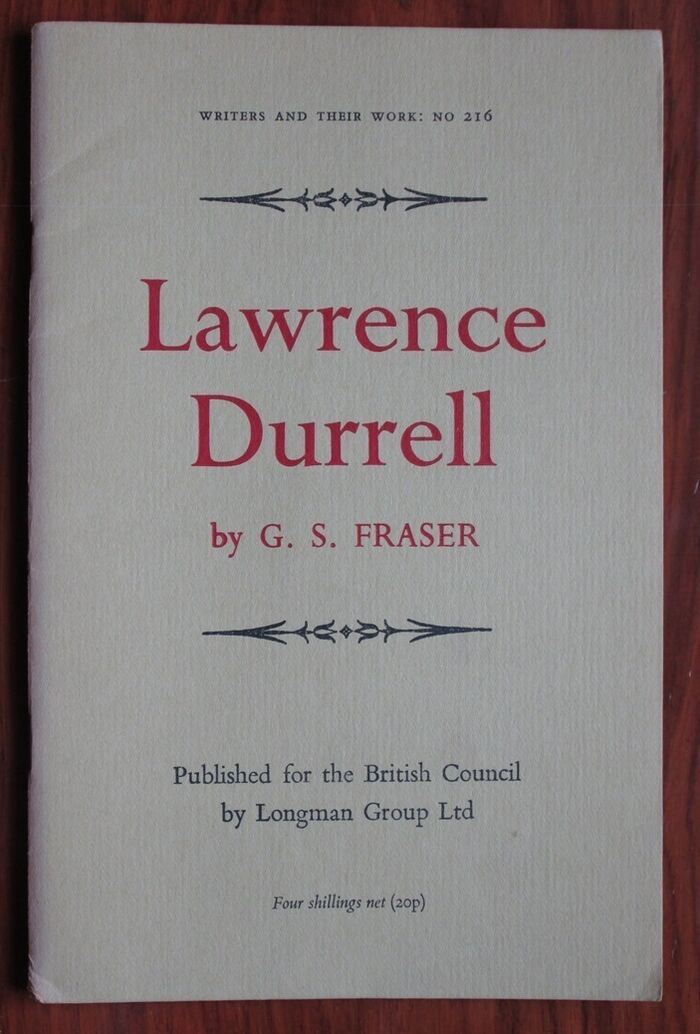 WRITERS AND THEIR WORK: NO 216
Lawrence
Durrell
by G. S. FRASER
Published for the British Council
by Longman Group Ltd
Four shillings net (20p)